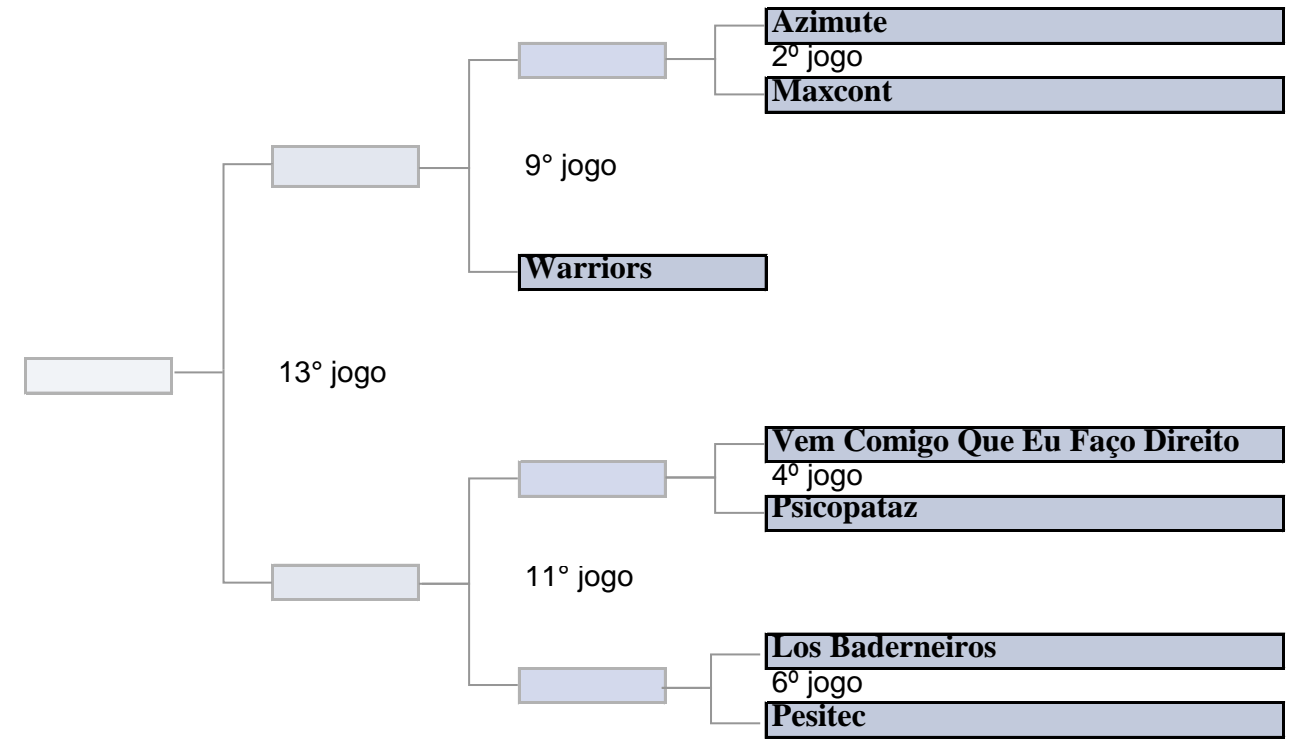 Azimute
2º jogo
Maxcont
9° jogo
Warriors
13° jogo
Vem Comigo Que Eu Faço Direito
4º jogo
Psicopataz
11° jogo
Los Baderneiros
6º jogo
Pesitec